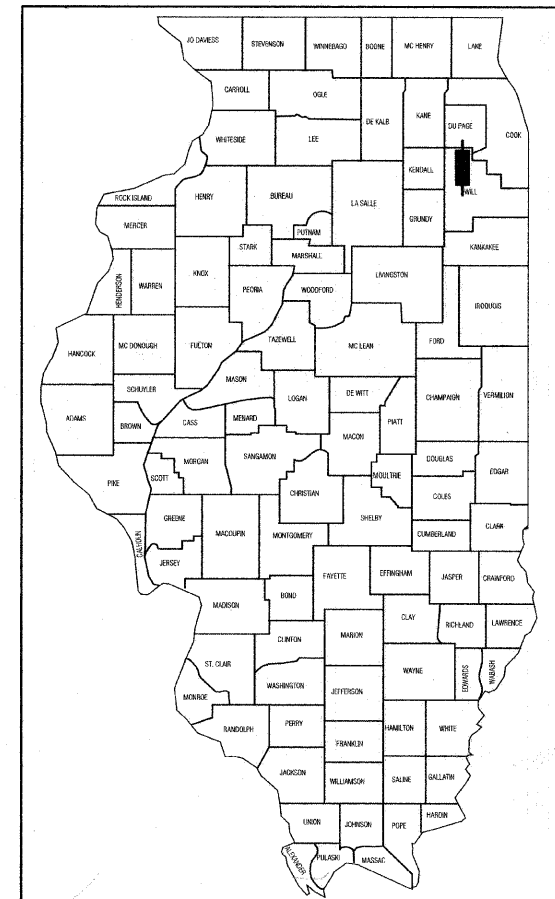 JO DAVIESS
STEVENSON
WINNEBAGO
BOONE
MC HENRY
LAKE
CARROLL
OGLE
DE KALB
KANE
DU PAGE
COOK
WHITESIDE
LEE
KENDALL
WILL
ROCK ISLAND
HENRY
BUREAU
LA SALLE
GRUNDY
MERCER
PUTNAM
KANKAKEE
STARK
MARSHALL
HENDERSON
WARREN
KNOX
PEORIA
WOODFORD
LIVINGSTON
IROQUOIS
HANCOCK
MC DONOUGH
FULTON
TAZEWELL
MC LEAN
FORD
SCHUYLER
MASON
LOGAN
DE WITT
CHAMPAIGN
VERMILION
ADAMS
BROWN
CASS
MENARD
MACON
PIATT
PIKE
SCOTT
MORGAN
SANGAMON
CHRISTIAN
MOULTRIE
DOUGLAS
EDGAR
COLES
CALHOUN
GREENE
MACOUPIN
MONTGOMERY
SHELBY
CUMBERLAND
CLARK
JERSEY
FAYETTE
EFFINGHAM
JASPER
CRAWFORD
MADISON
BOND
CLAY
RICHLAND
LAWRENCE
CLINTON
MARION
ST. CLAIR
WAYNE
EDWARDS
WABASH
MONROE
WASHINGTON
JEFFERSON
RANDOLPH
PERRY
HAMILTON
WHITE
FRANKLIN
JACKSON
WILLIAMSON
SALINE
GALLATIN
UNION
JOHNSON
POPE
HARDIN
ALEXANDER
PULASKI
MASSAC